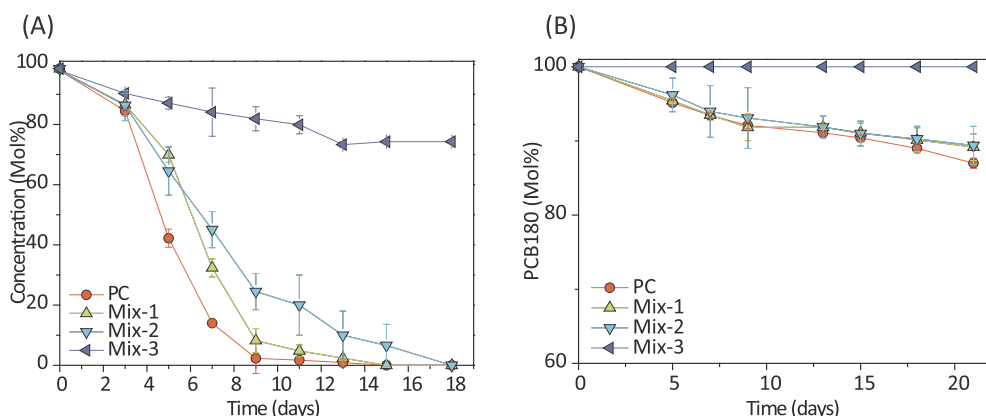 (A)
Concentration (Mol%)
100
80
60
40
20
0
PC
Mix-1
Mix-2
Mix-3
0 2 4 6 8 10 12 14 16 18
Time (days)
(B)
PCB180 (Mol%)
100
80
60
PC
Mix-1
Mix-2
Mix-3
0 5 10 15 20
Time (days)